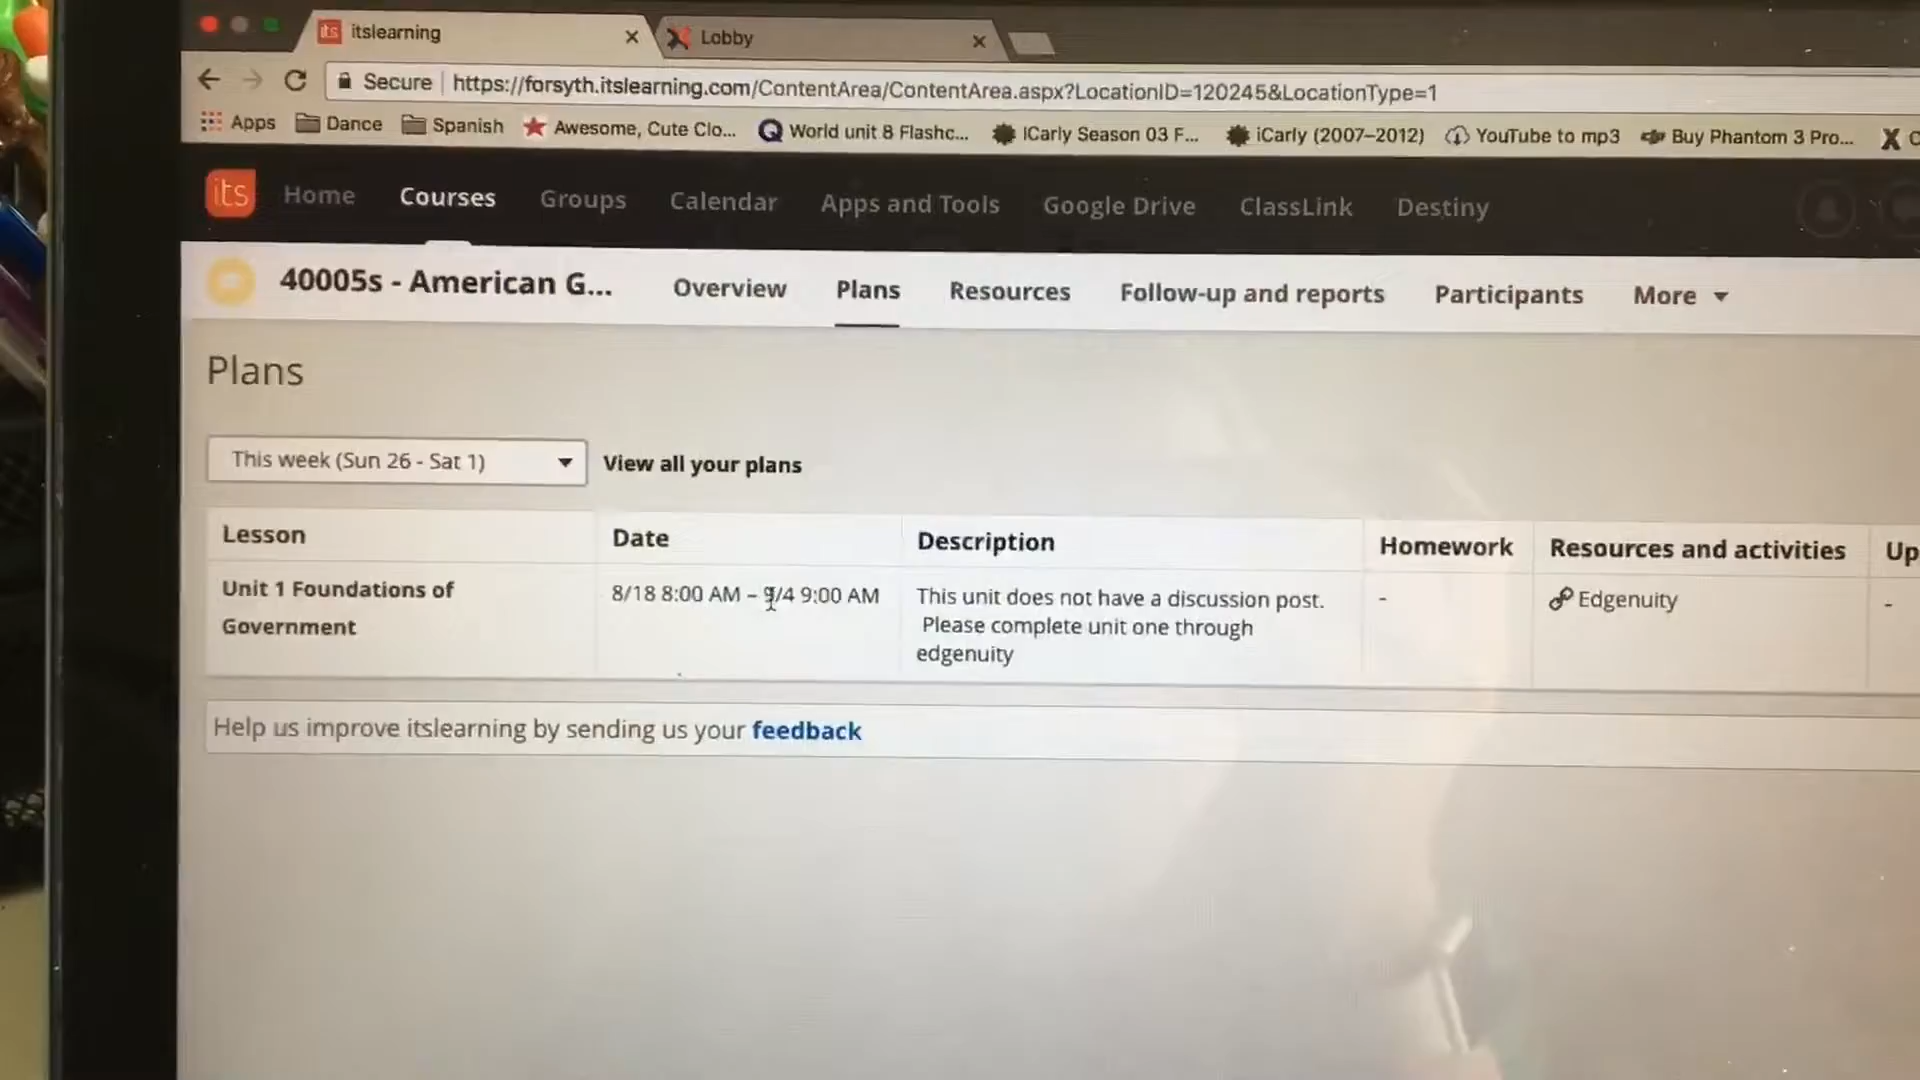 its itslearning
Lobby
Secure https://forsyth.itslearning.com/ContentArea/ContentArea.aspx?LocationID=120245&LocationType=1
Apps Dance Spanish Awesome, Cute Clo... World unit 8 Flashc... ICarly Season 03 F... iCarly (2007–2012) YouTube to mp3 Buy Phantom 3 Pro...
its Home Courses Groups Calendar Apps and Tools Google Drive ClassLink Destiny
40005s - American G... Overview Plans Resources Follow-up and reports Participants More
Plans
This week (Sun 26 - Sat 1) View all your plans
Lesson Date Description Homework Resources and activities Up
Unit 1 Foundations of
Government
8/18 8:00 AM – 9/4 9:00 AM
This unit does not have a discussion post.
Please complete unit one through
edgenuity
-
Edgenuity
-
Help us improve itslearning by sending us your feedback